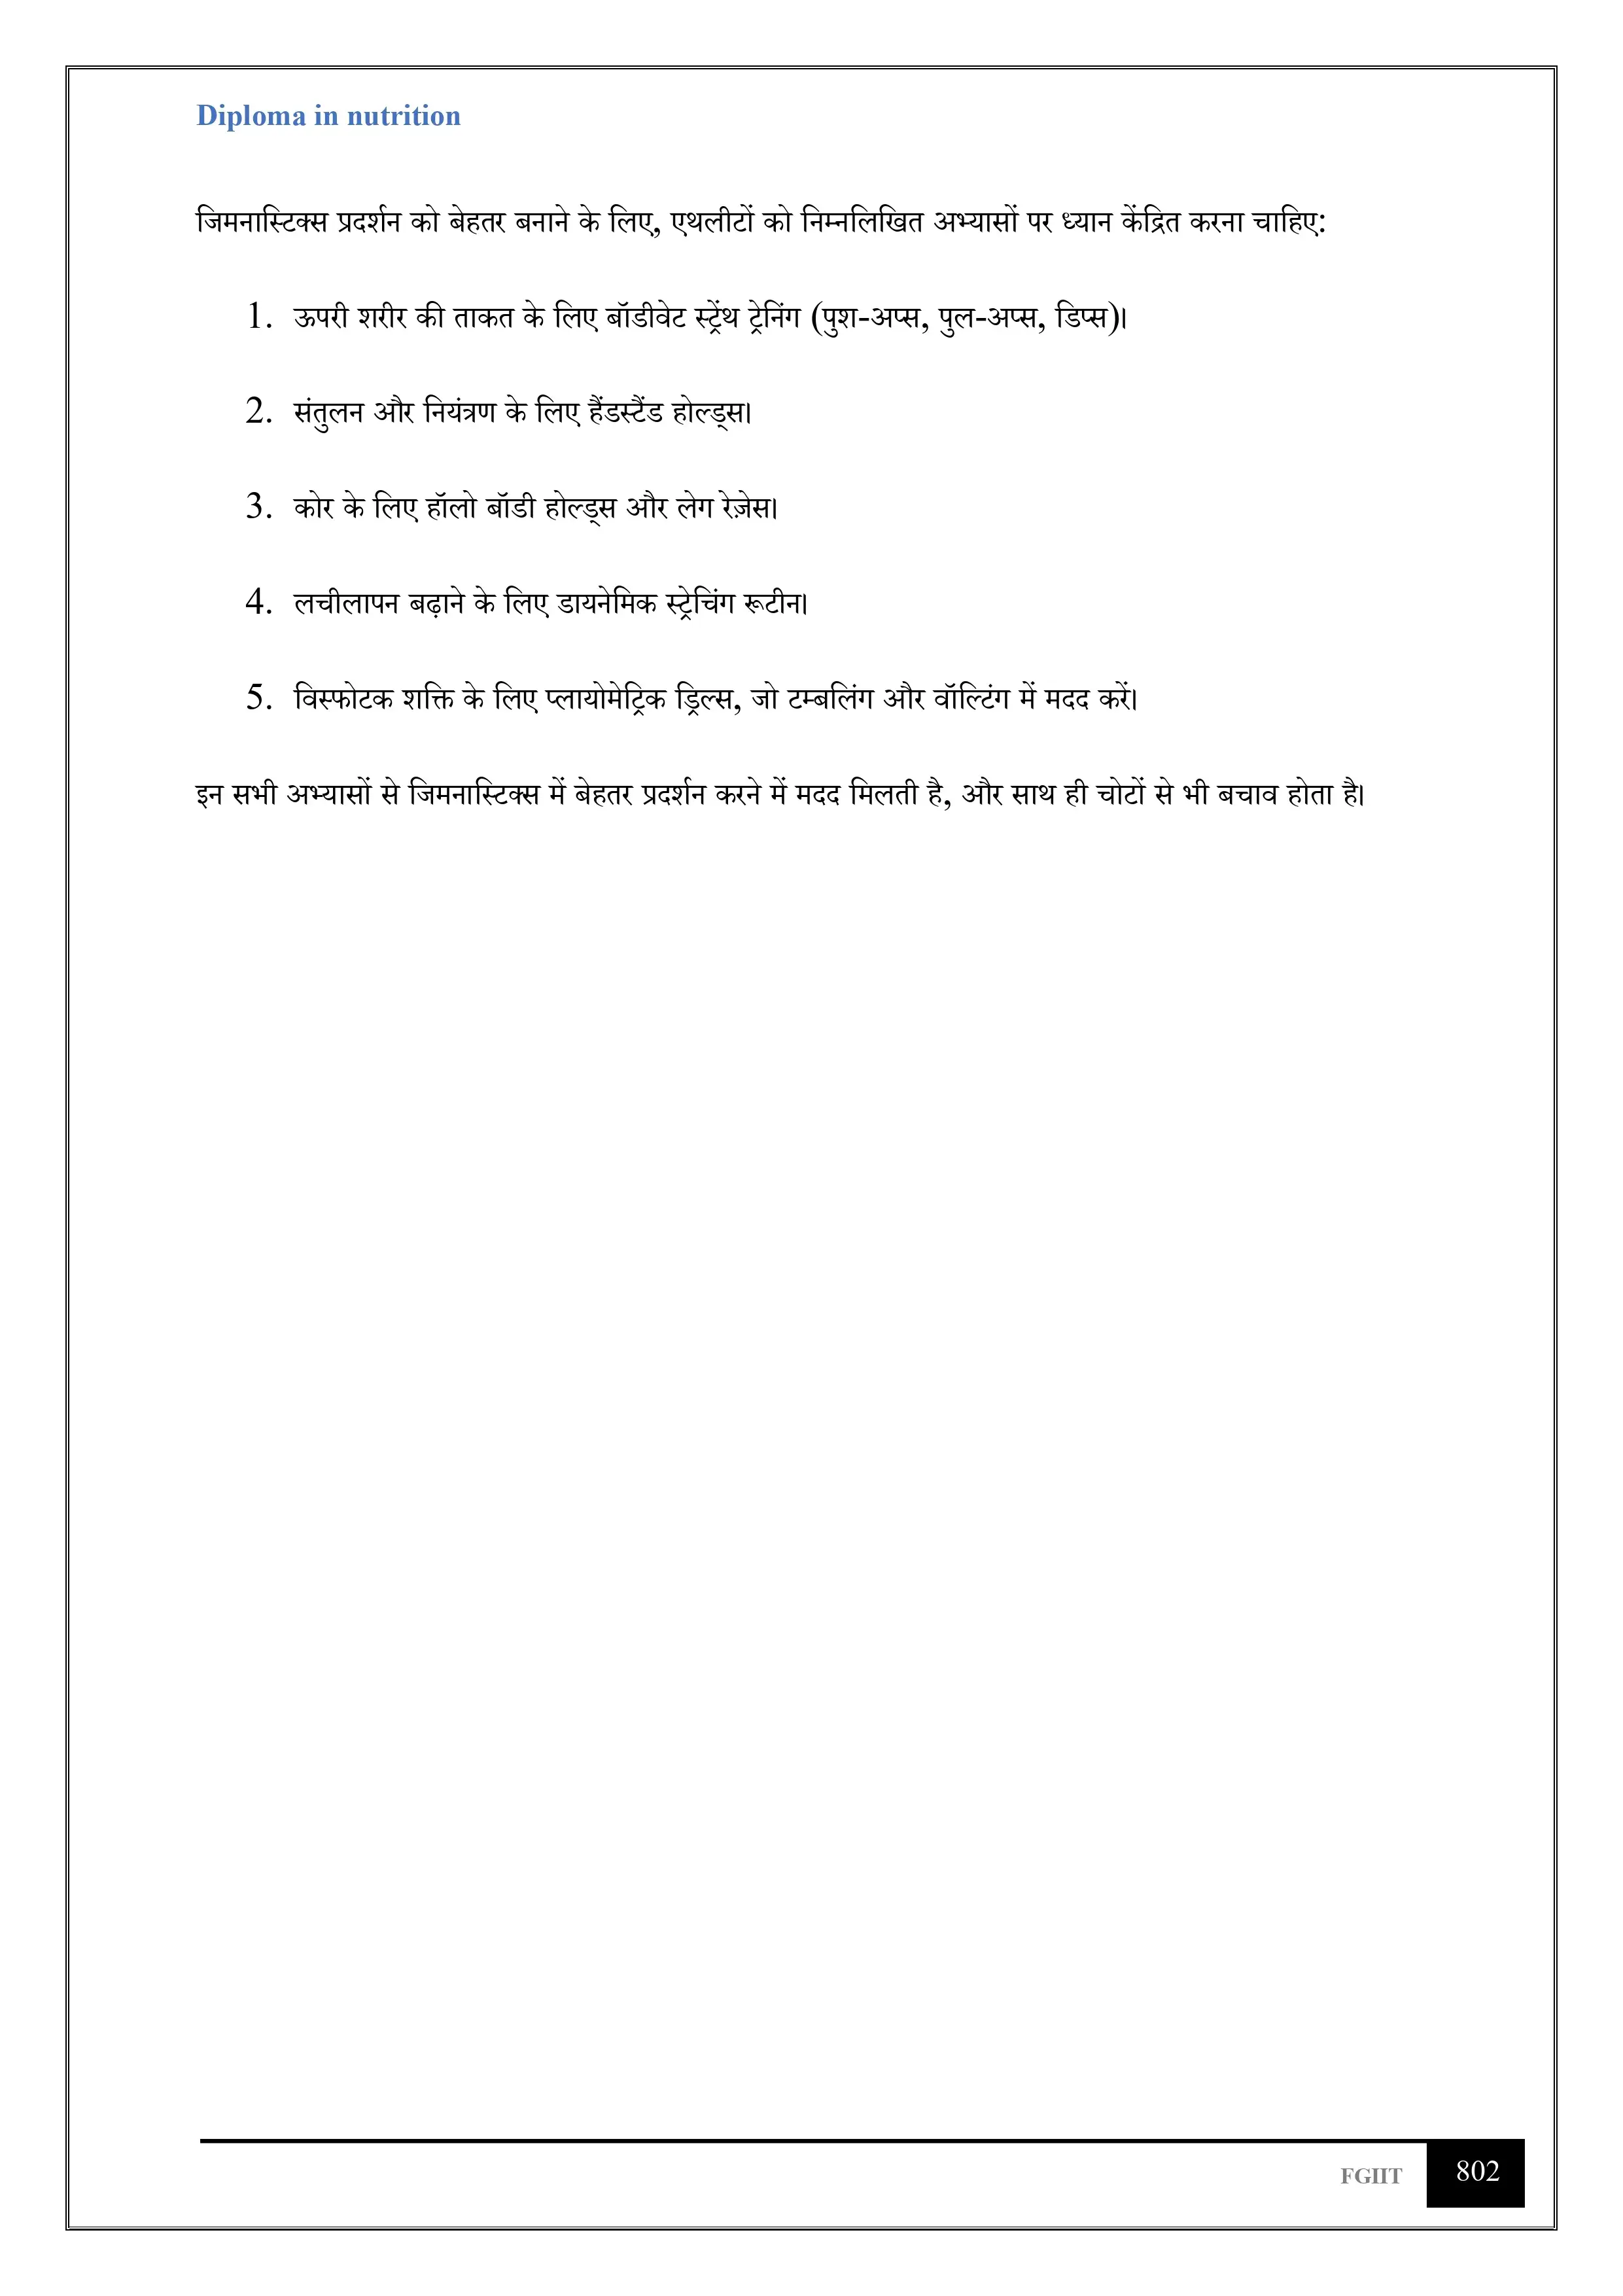 Diploma in nutrition
जिमनास्टिक्स प्रदर्शन को बेहतर बनाने के लिए, एथलीटों को निम्नलिखित अभ्यासों पर ध्यान केंद्रित करना चाहिए:
1. ऊपरी शरीर की ताकत के लिए बॉडीवेट स्ट्रेंथ ट्रेनिंग (पुश-अप्स, पुल-अप्स, डिप्स)।
2. संतुलन और नियंत्रण के लिए हैंडस्टैंड होल्ड्स।
3. कोर के लिए हॉलो बॉडी होल्ड्स और लेग रेज़ेस।
4. लचीलापन बढ़ाने के लिए डायनेमिक स्ट्रेचिंग रूटीन।
5. विस्फोटक शक्ति के लिए प्लायोमेट्रिक ड्रिल्स, जो टम्बलिंग और वॉल्टिंग में मदद करें।
इन सभी अभ्यासों से जिमनास्टिक्स में बेहतर प्रदर्शन करने में मदद मिलती है, और साथ ही चोटों से भी बचाव होता है।
FGIIT 802